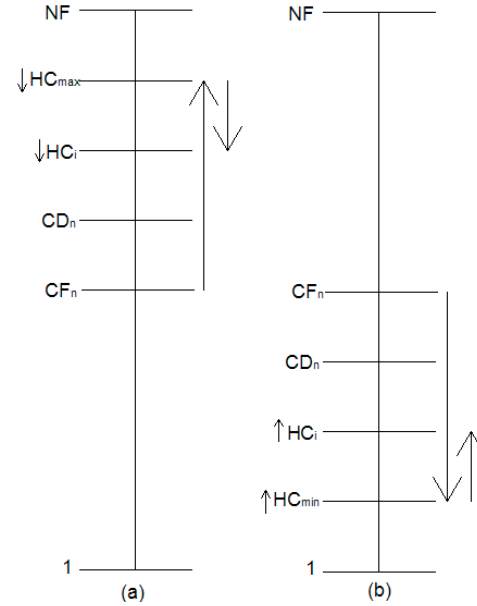 NF
↓HCmax
↓HCi
CDn
CFn
1
(a)
NF
CFn
CDn
↑HCi
↑HCmin
1
(b)